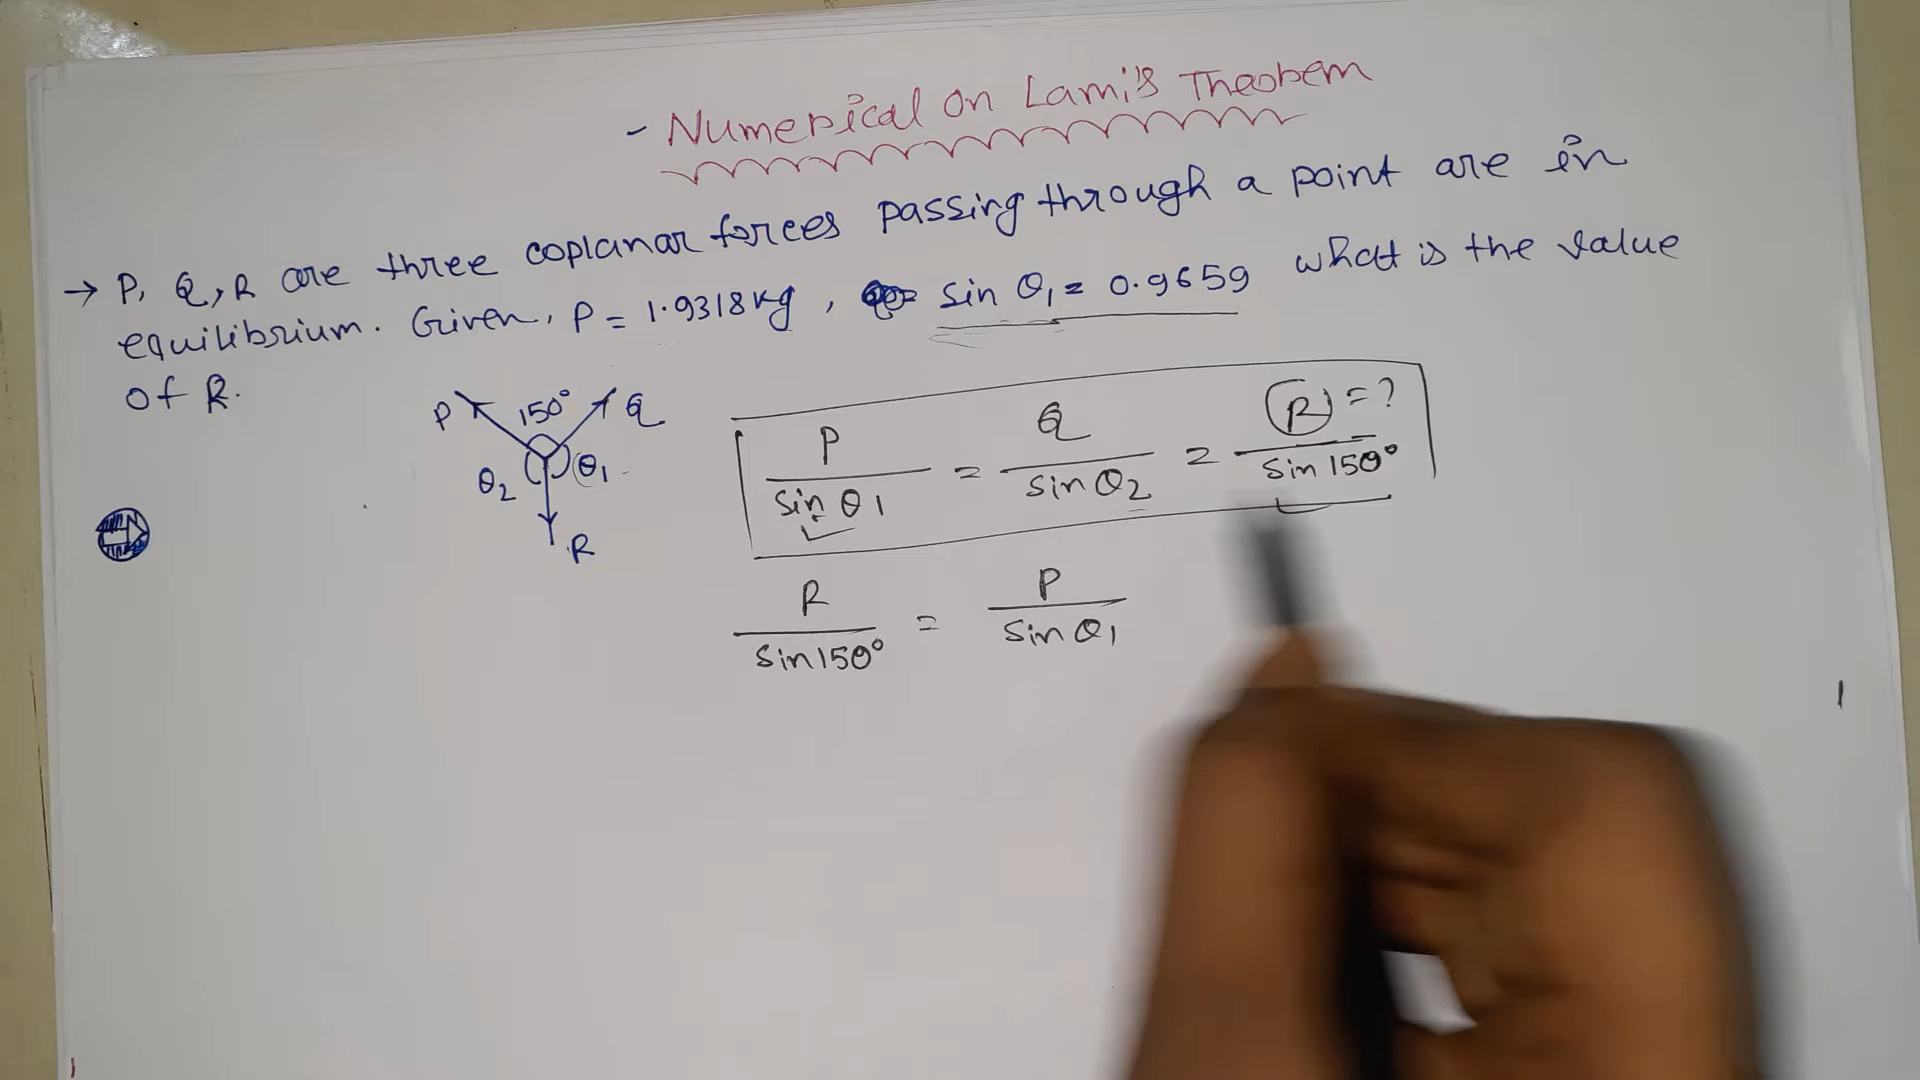 - Numerical On Lami's Theorem
→ P, Q, R are three coplanar forces passing through a point are in
equilibrium. Given, P = 1.9318kg, sin θ1 = 0.9659 what is the value
of R.
P 150° Q
θ2 θ1
R
P/sin θ1 = Q/sin θ2 = R/sin 150° = ?
R/sin 150° = P/sin θ1